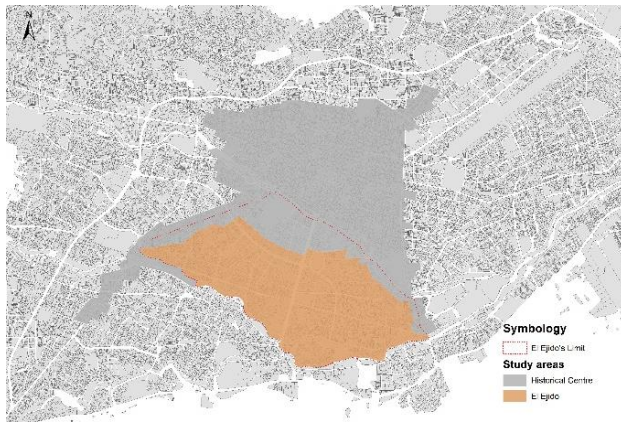 N
Symbology
El Ejido's Limit
Study areas
Historical Centre
El Ejido